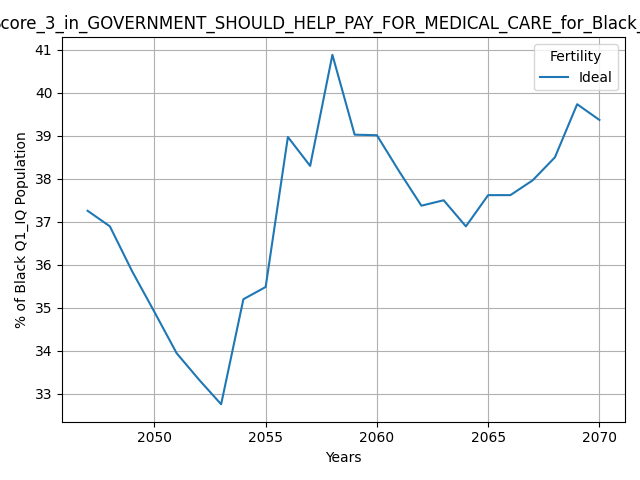 core_3_in_GOVERNMENT_SHOULD_HELP_PAY_FOR_MEDICAL_CARE_for_Black_
Fertility
Ideal
41
40
39
38
37
36
35
34
33
% of Black Q1_IQ Population
2050
2055
2060
2065
2070
Years